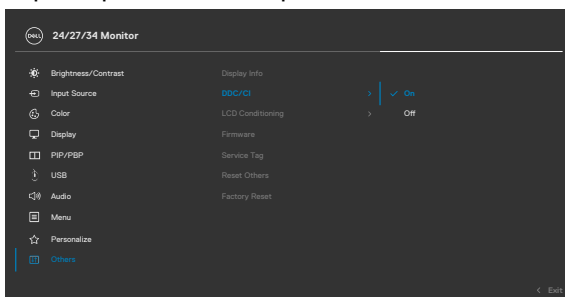 DELL 24/27/34 Monitor
Brightness/Contrast Display Info
Input Source DDC/CI > ✓ On
Color LCD Conditioning > Off
Display Firmware
PIP/PBP Service Tag
USB Reset Others
Audio Factory Reset
Menu
Personalize
Others
< Exit